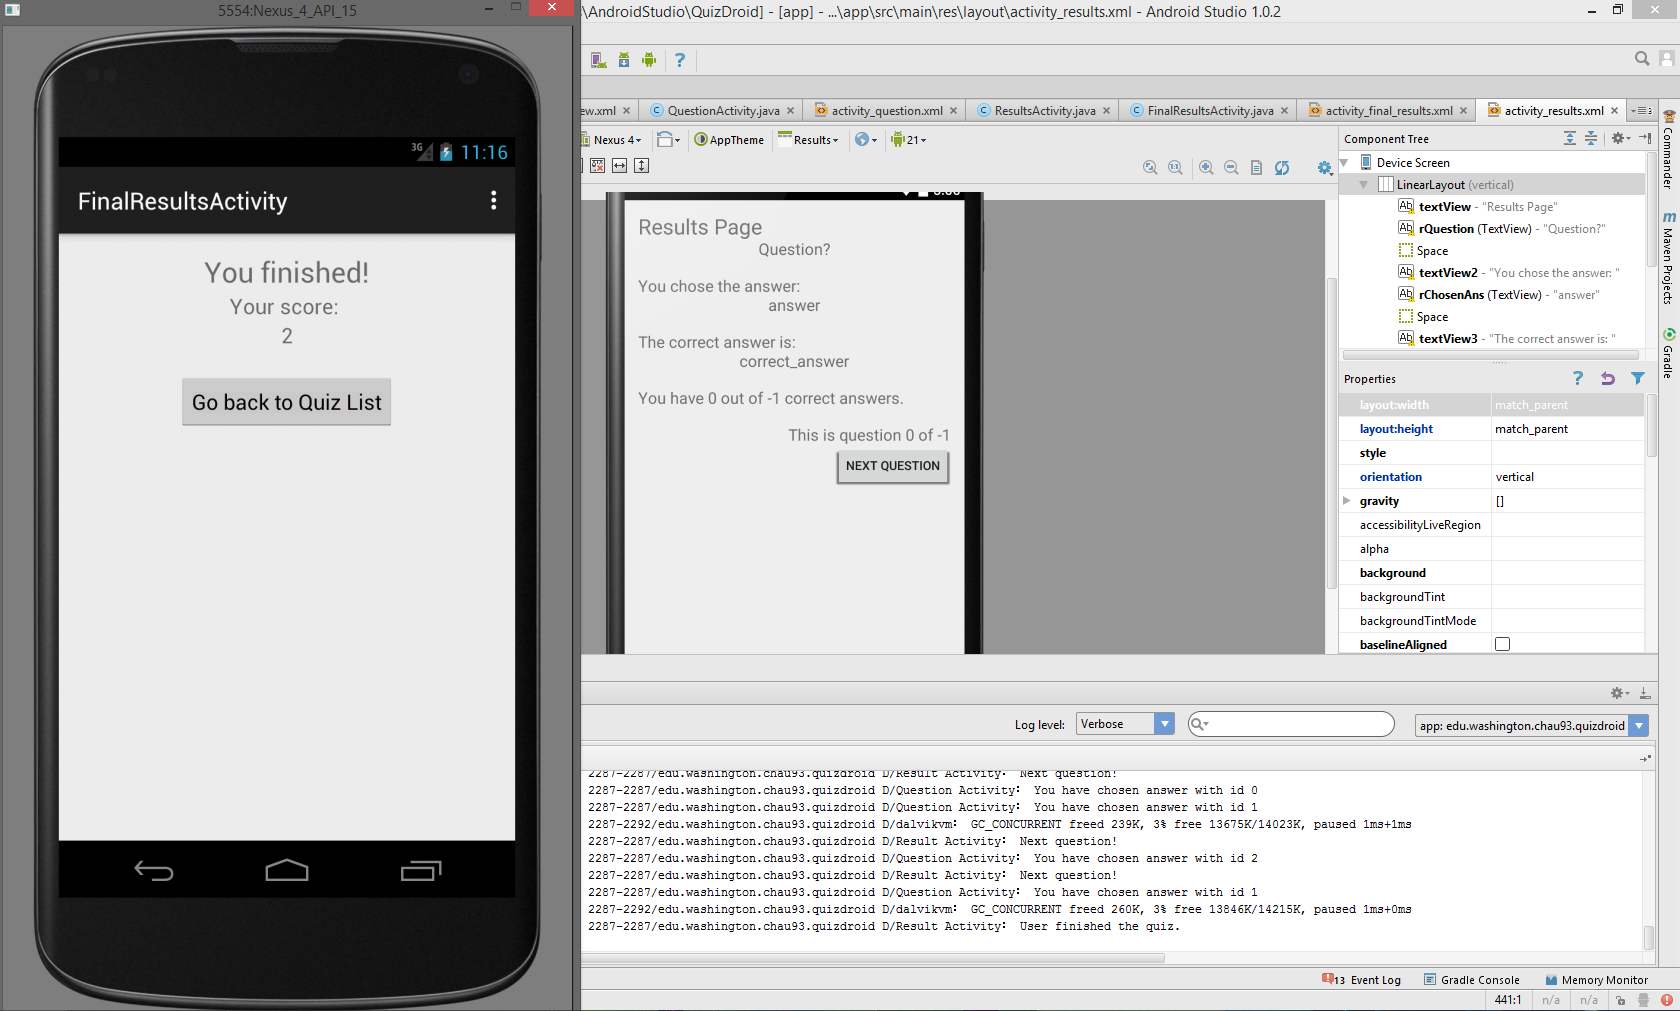 5554:Nexus_4_API_15
3G 11:16
FinalResultsActivity
You finished!
Your score:
2
Go back to Quiz List
\AndroidStudio\QuizDroid] - [app] - ...\app\src\main\res\layout\activity_results.xml - Android Studio 1.0.2
ew.xml QuestionActivity.java activity_question.xml ResultsActivity.java FinalResultsActivity.java activity_final_results.xml activity_results.xml
Nexus 4 AppTheme Results 21
Results Page
Question?
You chose the answer:
answer
The correct answer is:
correct_answer
You have 0 out of -1 correct answers.
This is question 0 of -1
NEXT QUESTION
Component Tree
Device Screen
LinearLayout (vertical)
Ab textView - "Results Page"
Ab rQuestion (TextView) - "Question?"
Space
Ab textView2 - "You chose the answer: "
Ab rChosenAns (TextView) - "answer"
Space
Ab textView3 - "The correct answer is: "
Properties
layout:width match_parent
layout:height match_parent
style
orientation vertical
gravity []
accessibilityLiveRegion
alpha
background
backgroundTint
backgroundTintMode
baselineAligned
Commander
Maven Projects
Gradle
Log level: Verbose app: edu.washington.chau93.quizdroid
2287-2287/edu.washington.chau93.quizdroid D/Result Activity: Next question!
2287-2287/edu.washington.chau93.quizdroid D/Question Activity: You have chosen answer with id 0
2287-2287/edu.washington.chau93.quizdroid D/Question Activity: You have chosen answer with id 1
2287-2292/edu.washington.chau93.quizdroid D/dalvikvm: GC_CONCURRENT freed 239K, 3% free 13675K/14023K, paused 1ms+1ms
2287-2287/edu.washington.chau93.quizdroid D/Result Activity: Next question!
2287-2287/edu.washington.chau93.quizdroid D/Question Activity: You have chosen answer with id 2
2287-2287/edu.washington.chau93.quizdroid D/Result Activity: Next question!
2287-2287/edu.washington.chau93.quizdroid D/Question Activity: You have chosen answer with id 1
2287-2292/edu.washington.chau93.quizdroid D/dalvikvm: GC_CONCURRENT freed 260K, 3% free 13846K/14215K, paused 1ms+0ms
2287-2287/edu.washington.chau93.quizdroid D/Result Activity: User finished the quiz.
13 Event Log Gradle Console Memory Monitor
441:1 n/a n/a